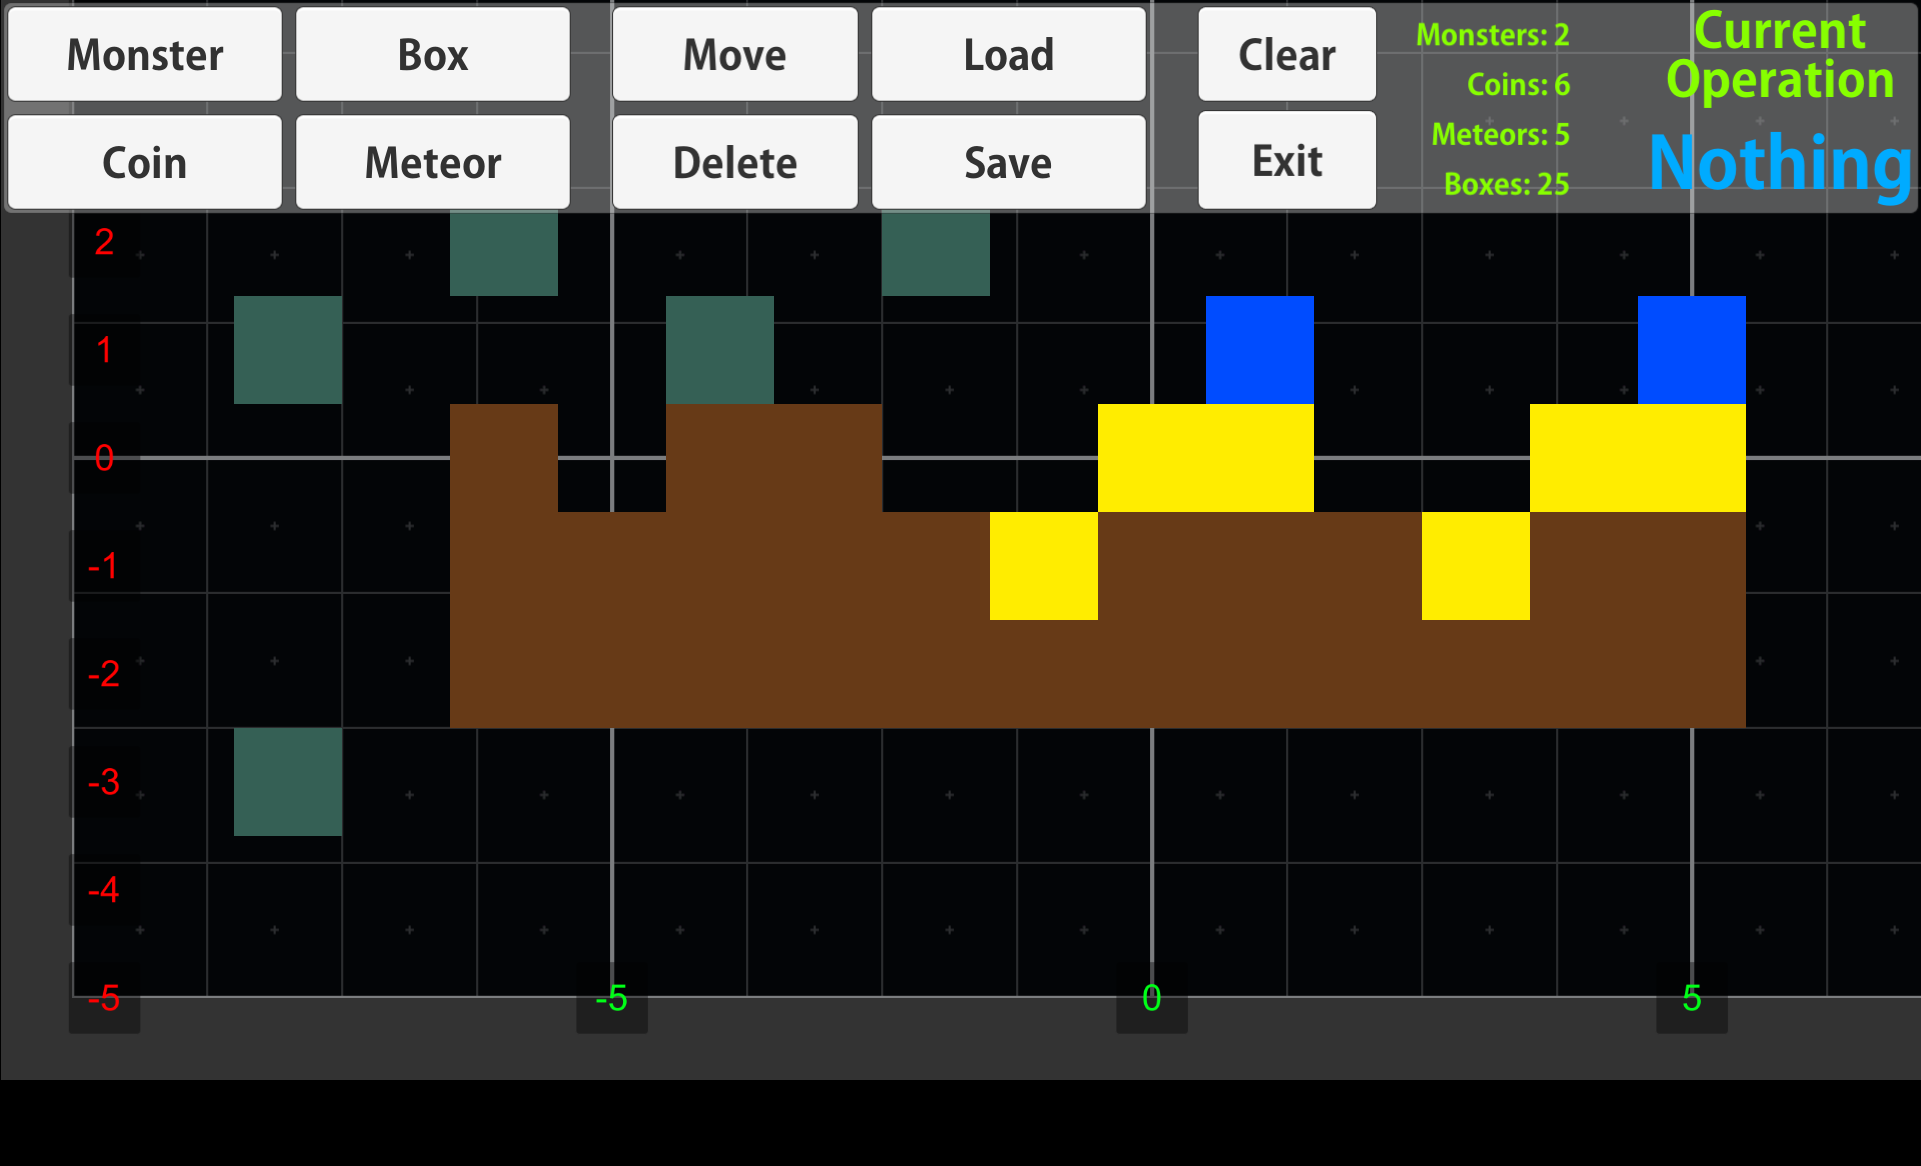 Monster
Box
Move
Load
Clear
Coin
Meteor
Delete
Save
Exit
Monsters: 2
Coins: 6
Meteors: 5
Boxes: 25
Current
Operation
Nothing
2
1
0
-1
-2
-3
-4
-5
-5
0
5